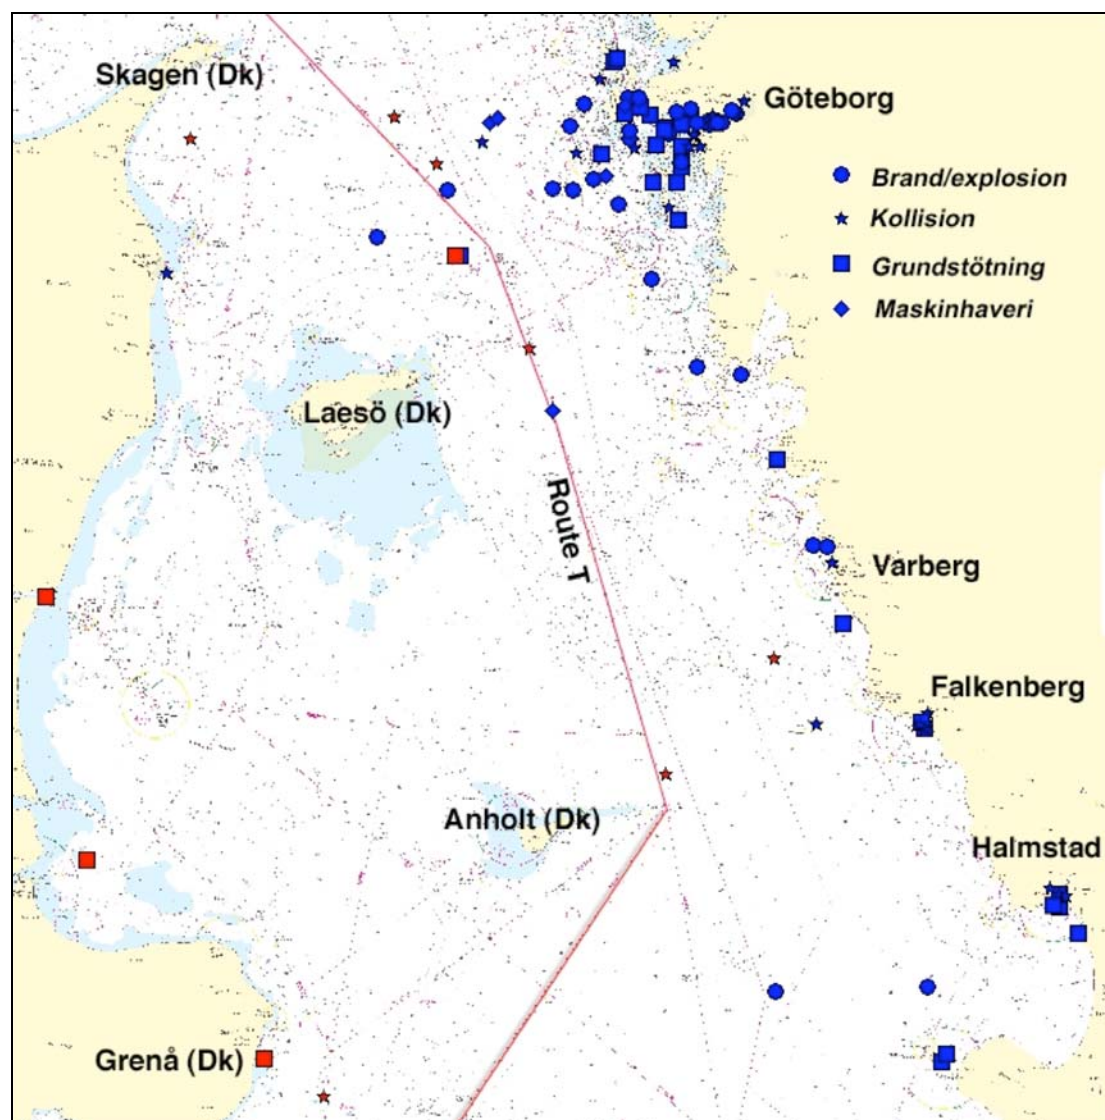 Skagen (Dk)
Göteborg
Brand/explosion
Kollision
Grundstötning
Maskinhaveri
Laesö (Dk)
Route T
Varberg
Falkenberg
Anholt (Dk)
Halmstad
Grenå (Dk)